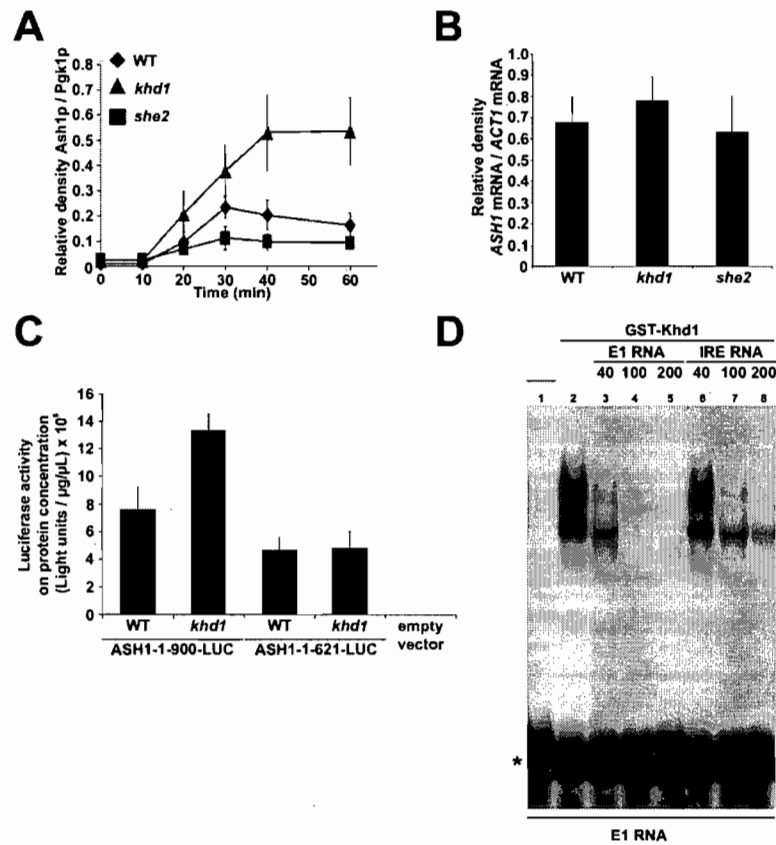 A
Relative density Ash1p / Pgk1p
0.8
0.7
0.6
0.5
0.4
0.3
0.2
0.1
0
0 10 20 30 40 50 60
Time (min)
WT
khd1
she2
B
Relative density
ASH1 mRNA / ACT1 mRNA
1.0
0.9
0.8
0.7
0.6
0.5
0.4
0.3
0.2
0.1
0
WT khd1 she2
C
Luciferase activity
on protein concentration
16
14
12
10
8
6
4
2
0
WT khd1 WT khd1 empty
ASH1-1-900-LUC ASH1-1-621-LUC vector
D
GST-Khd1
E1 RNA IRE RNA
40 100 200 40 100 200
1 2 3 4 5 6 7 8
*
E1 RNA